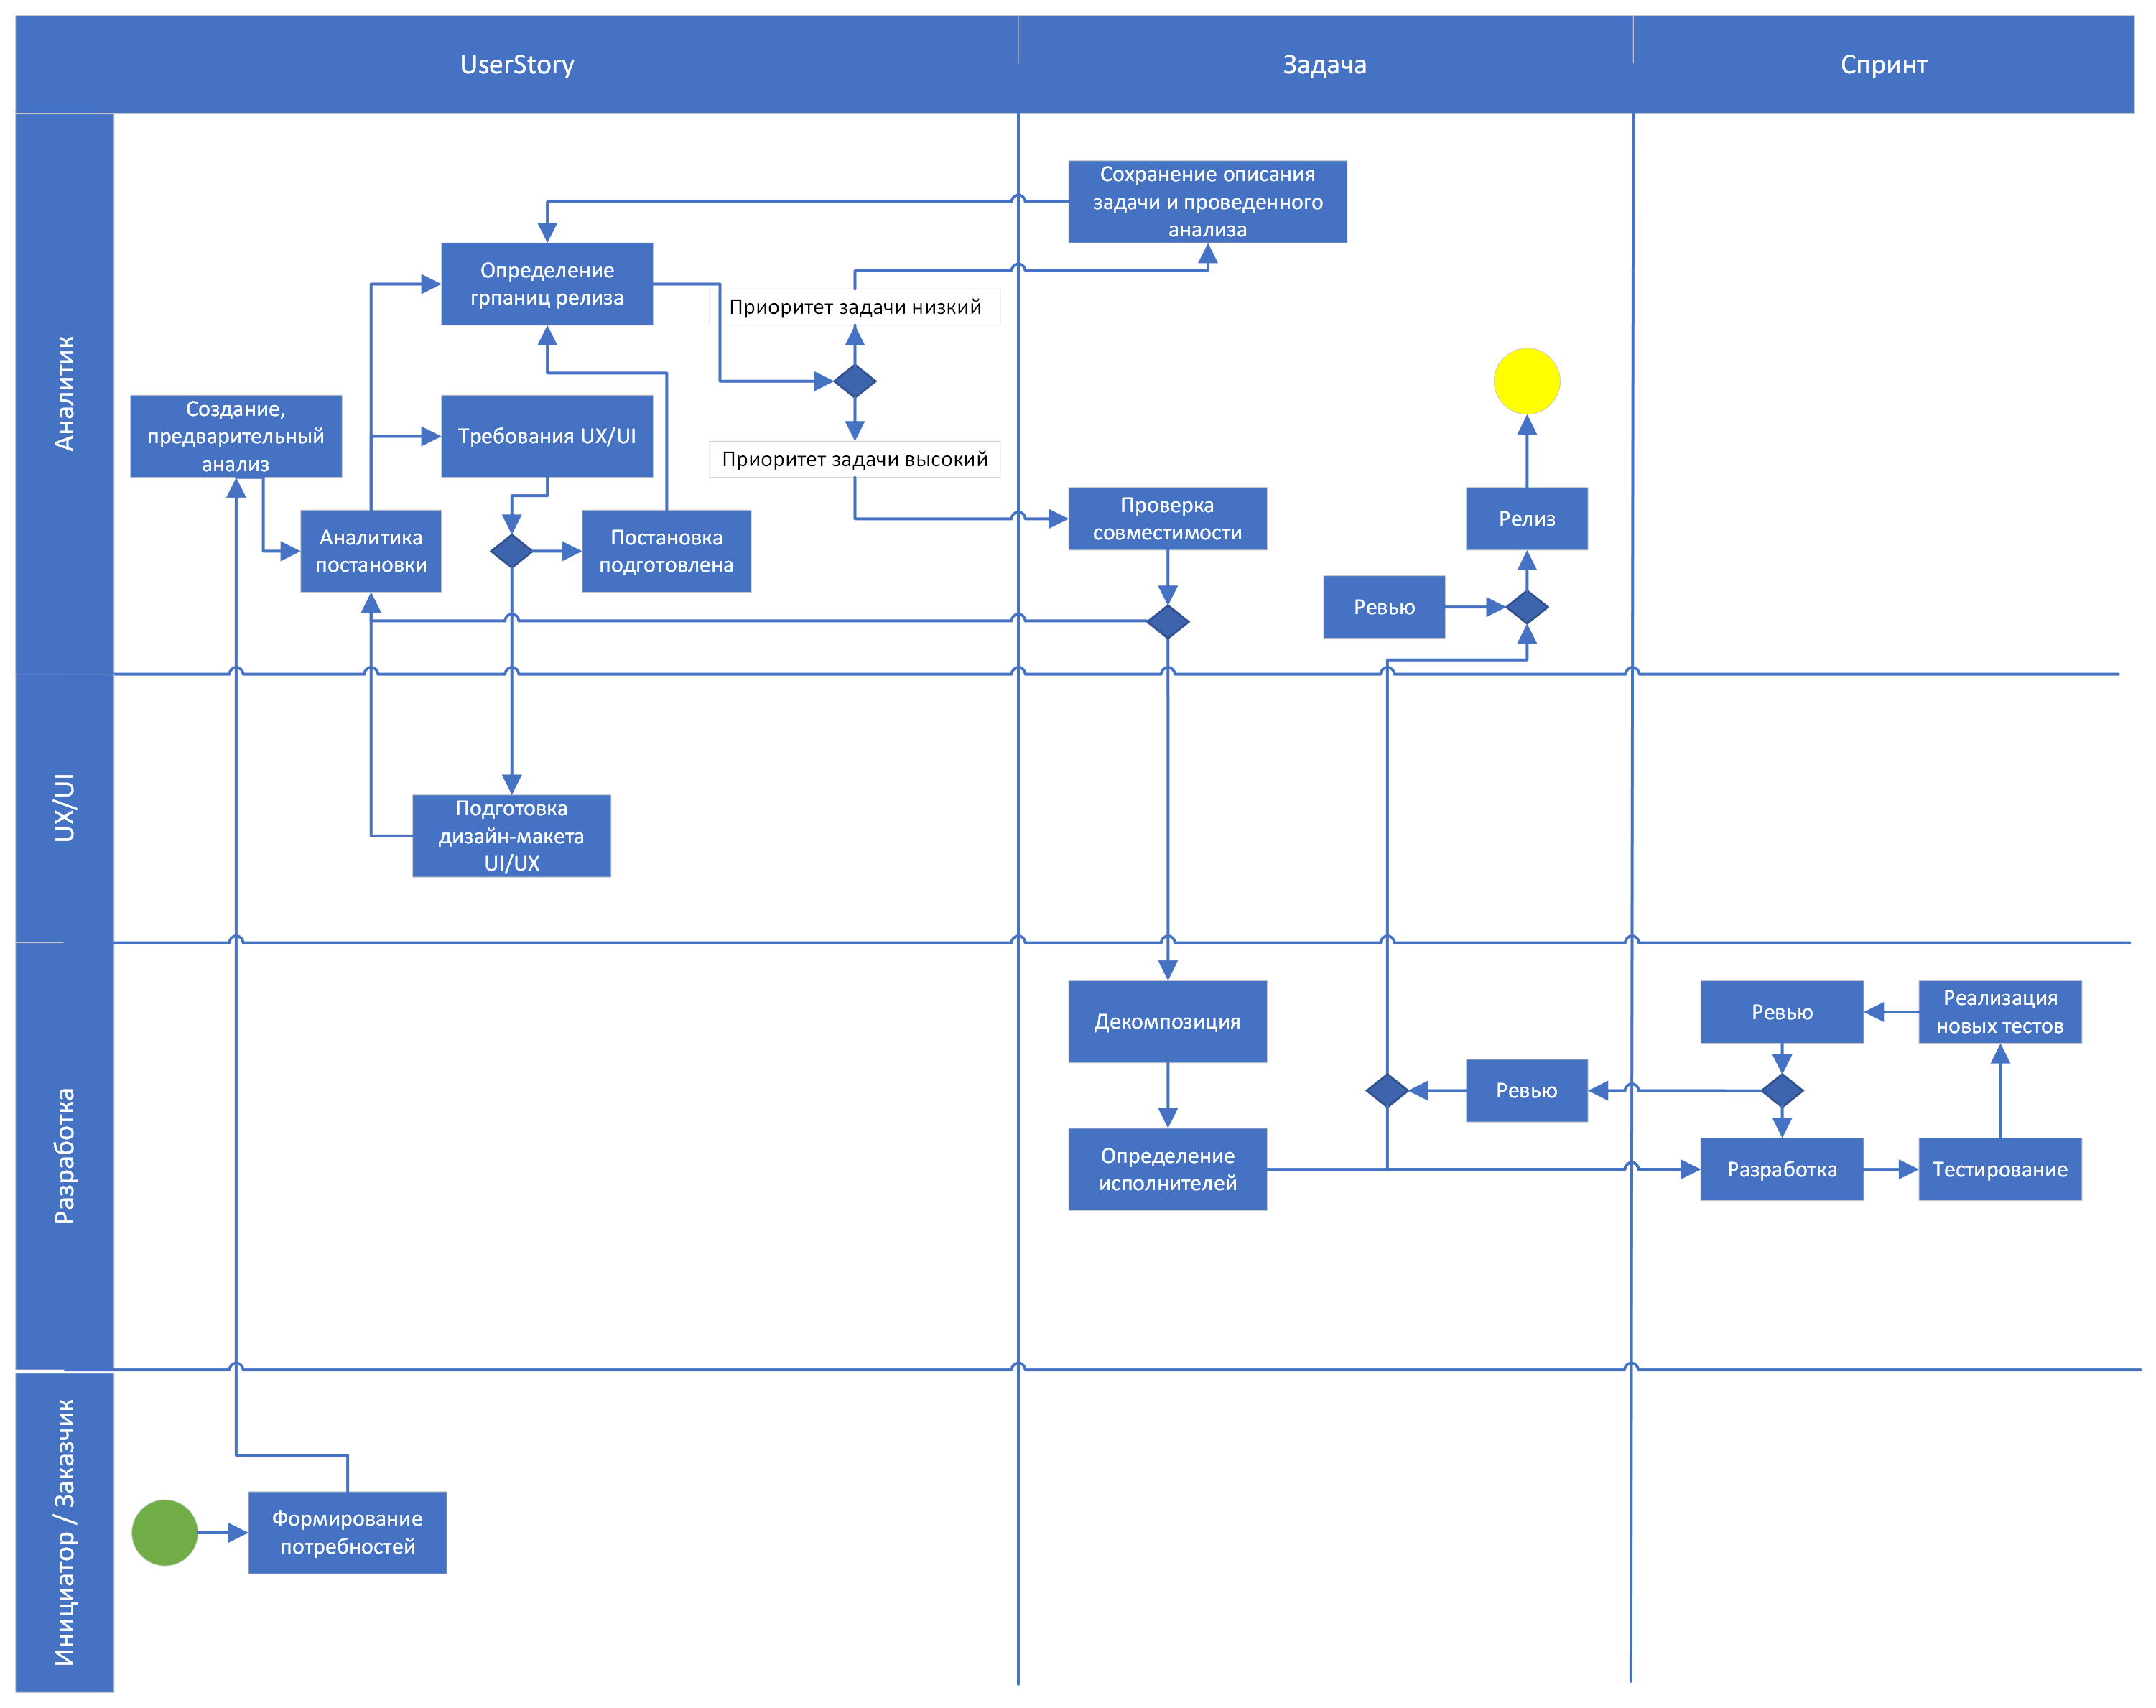 UserStory
Задача
Спринт
Аналитик
Сохранение описания
задачи и проведенного
анализа
Определение
грпаниц релиза
Приоритет задачи низкий
Создание,
предварительный
анализ
Требования UX/UI
Приоритет задачи высокий
Аналитика
постановки
Постановка
подготовлена
Проверка
совместимости
Релиз
Ревью
UX/UI
Подготовка
дизайн-макета
UI/UX
Разработка
Декомпозиция
Ревью
Реализация
новых тестов
Ревью
Определение
исполнителей
Разработка
Тестирование
Инициатор / Заказчик
Формирование
потребностей